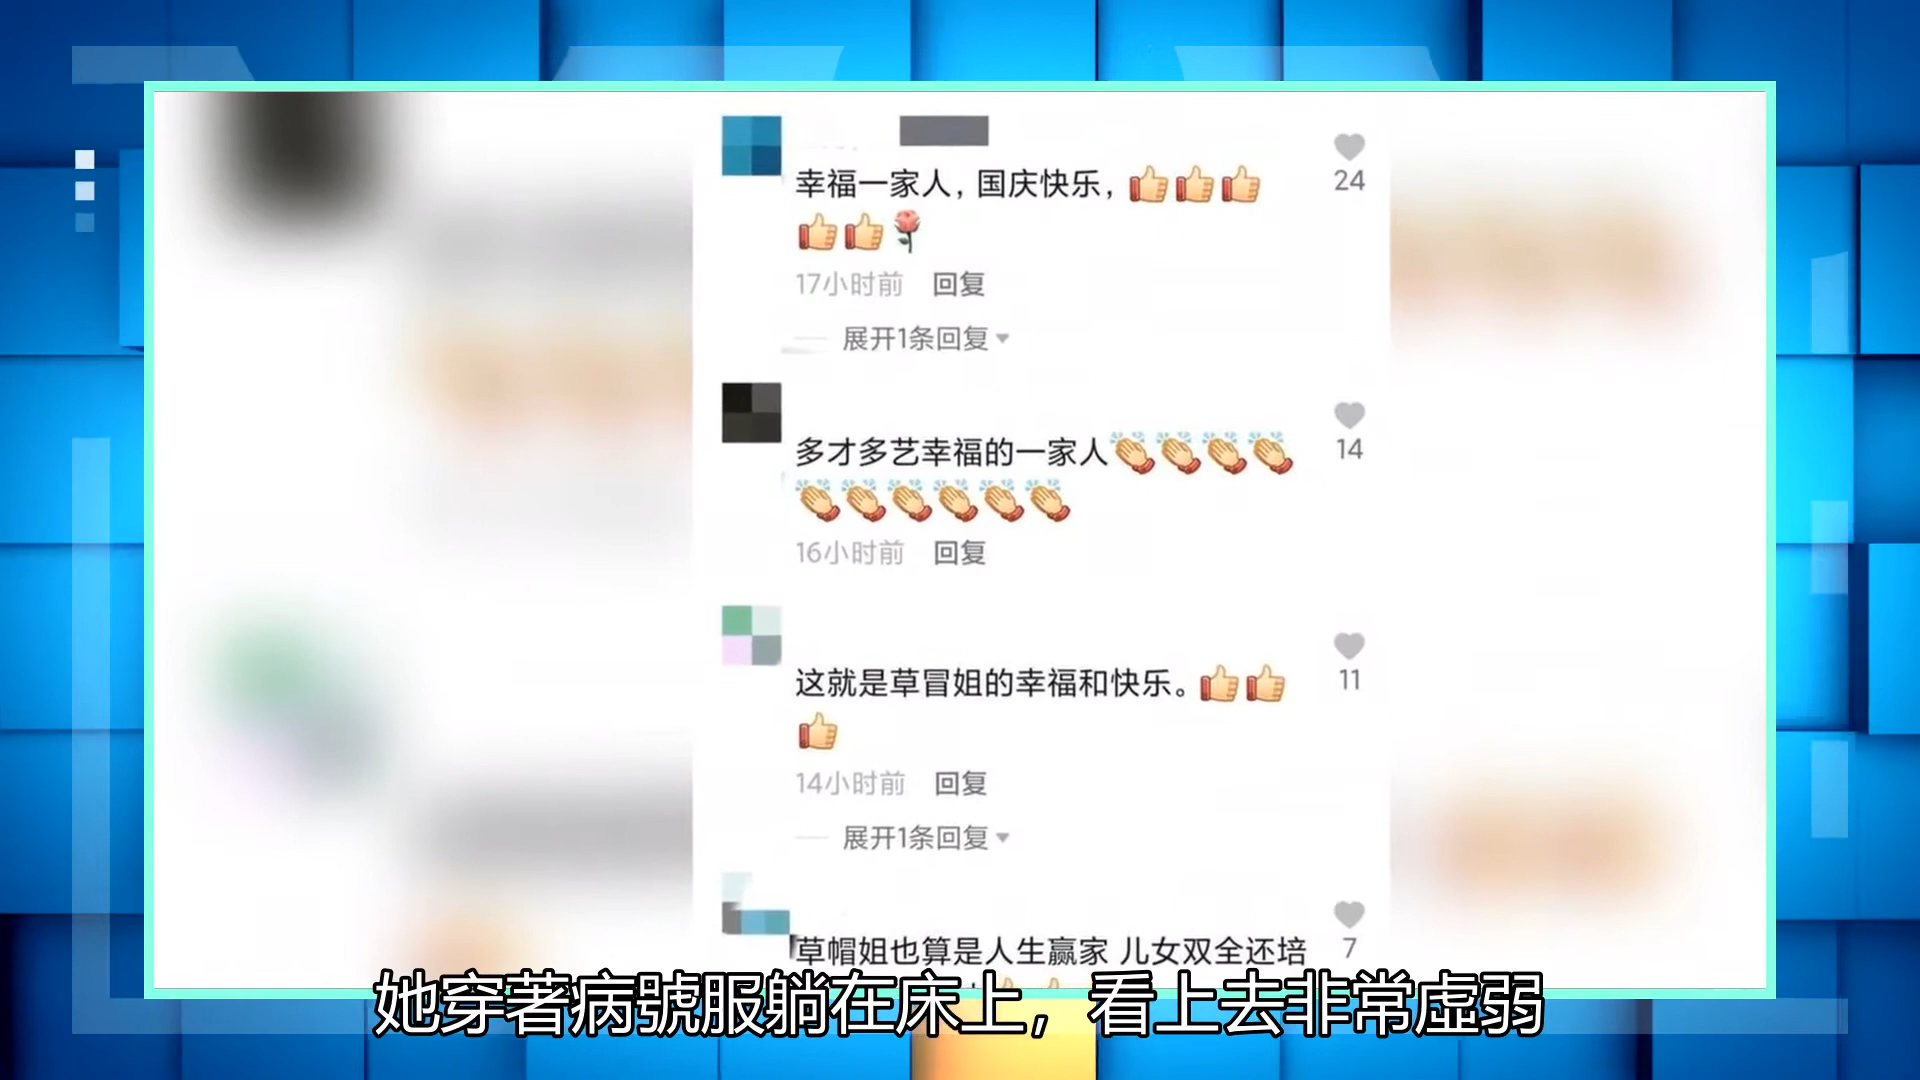 幸福一家人，国庆快乐，👍👍👍
👍👍🌹
24
17小时前 回复
展开1条回复
多才多艺幸福的一家人👏👏👏👏
👏👏👏👏👏👏
14
16小时前 回复
这就是草冒姐的幸福和快乐。👍👍
👍
11
14小时前 回复
展开1条回复
草帽姐也算是人生赢家 儿女双全还培
7
她穿著病號服躺在床上，看上去非常虛弱